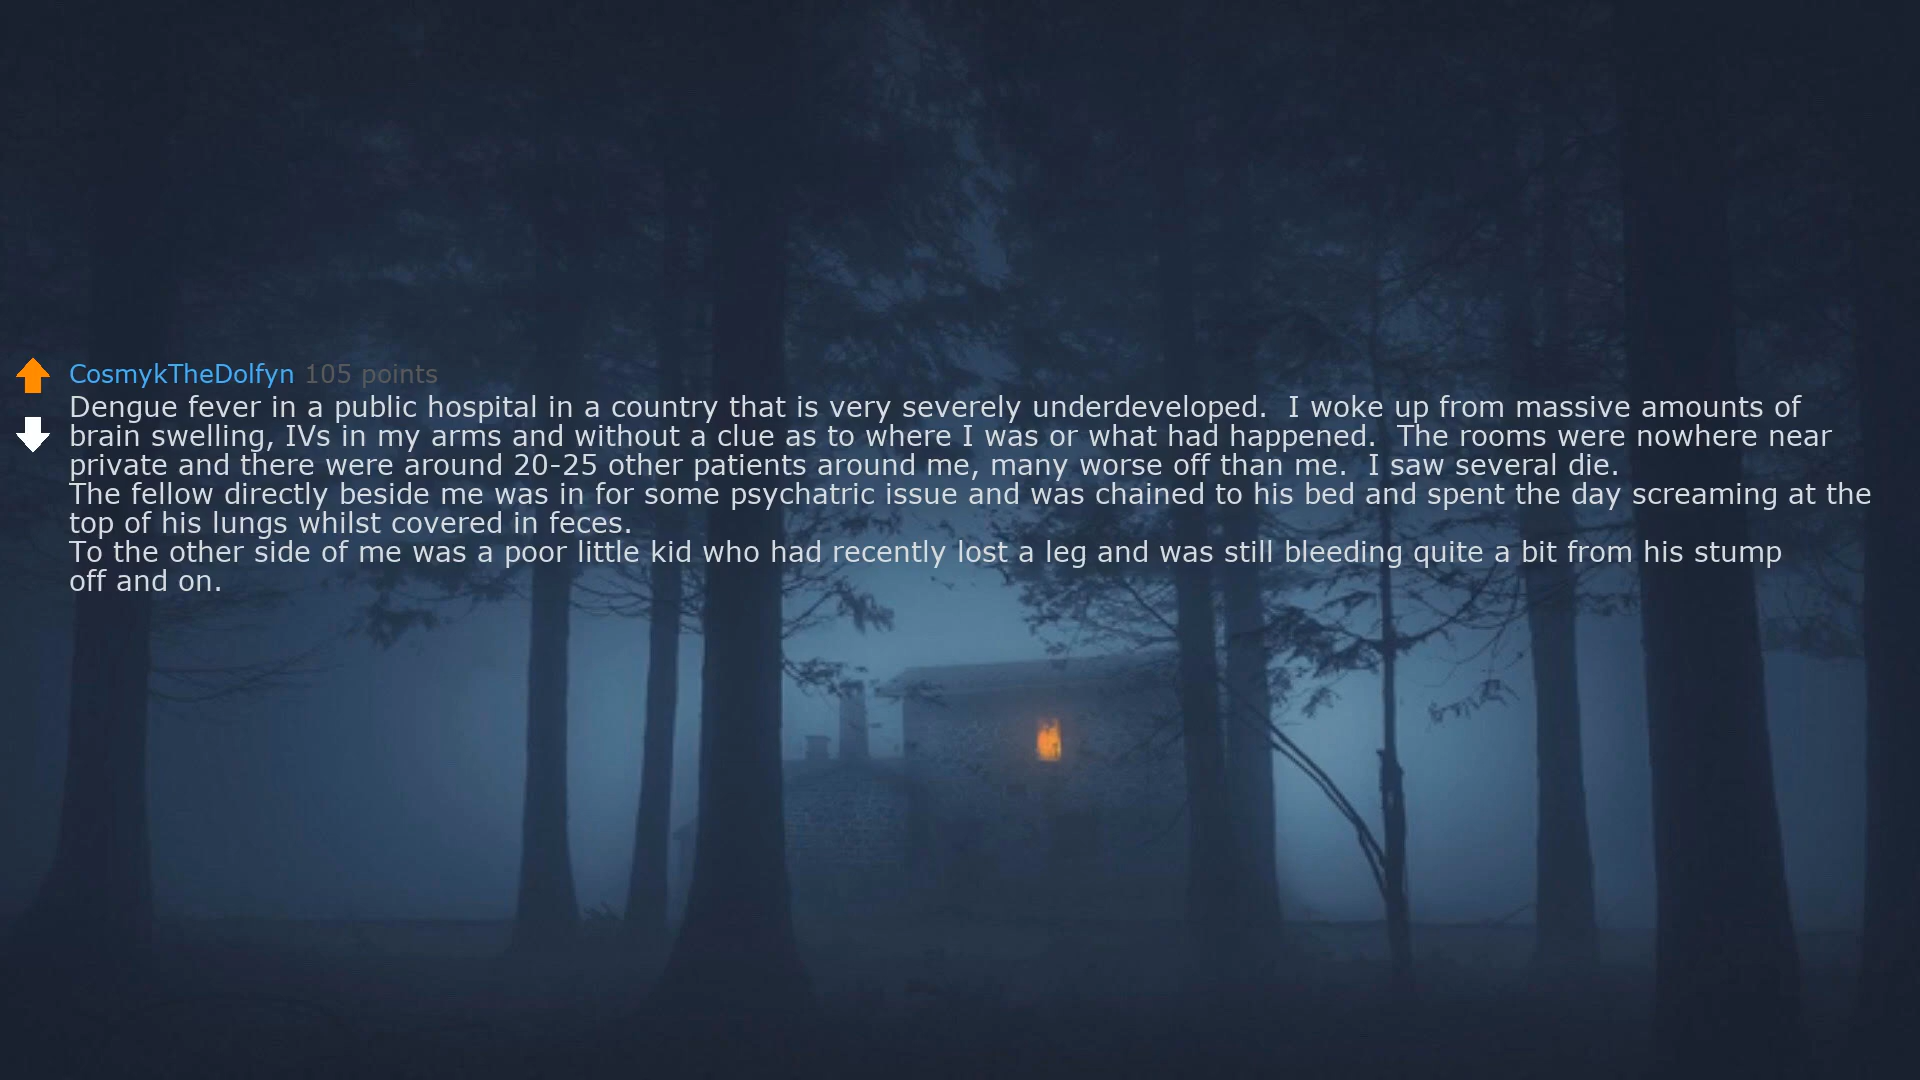 CosmykTheDolfyn 105 points
Dengue fever in a public hospital in a country that is very severely underdeveloped.  I woke up from massive amounts of
brain swelling, IVs in my arms and without a clue as to where I was or what had happened.  The rooms were nowhere near
private and there were around 20-25 other patients around me, many worse off than me.  I saw several die.
The fellow directly beside me was in for some psychatric issue and was chained to his bed and spent the day screaming at the
top of his lungs whilst covered in feces.
To the other side of me was a poor little kid who had recently lost a leg and was still bleeding quite a bit from his stump
off and on.